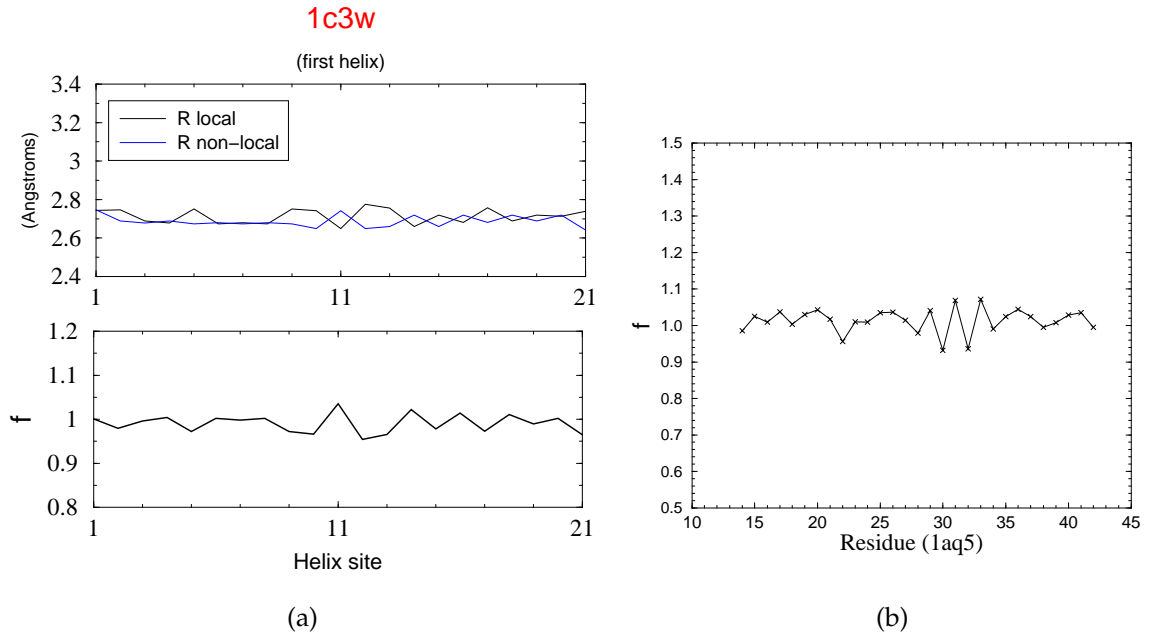 1c3w
(first helix)
3.4
3.2
3
2.8
2.6
2.4
(Angstroms)
R local
R non−local
1 11 21
1.2
1.1
1
0.9
0.8
f
1 11 21
Helix site
(a)
1.5
1.4
1.3
1.2
1.1
1.0
0.9
0.8
0.7
0.6
0.5
f
10 15 20 25 30 35 40 45
Residue (1aq5)
(b)